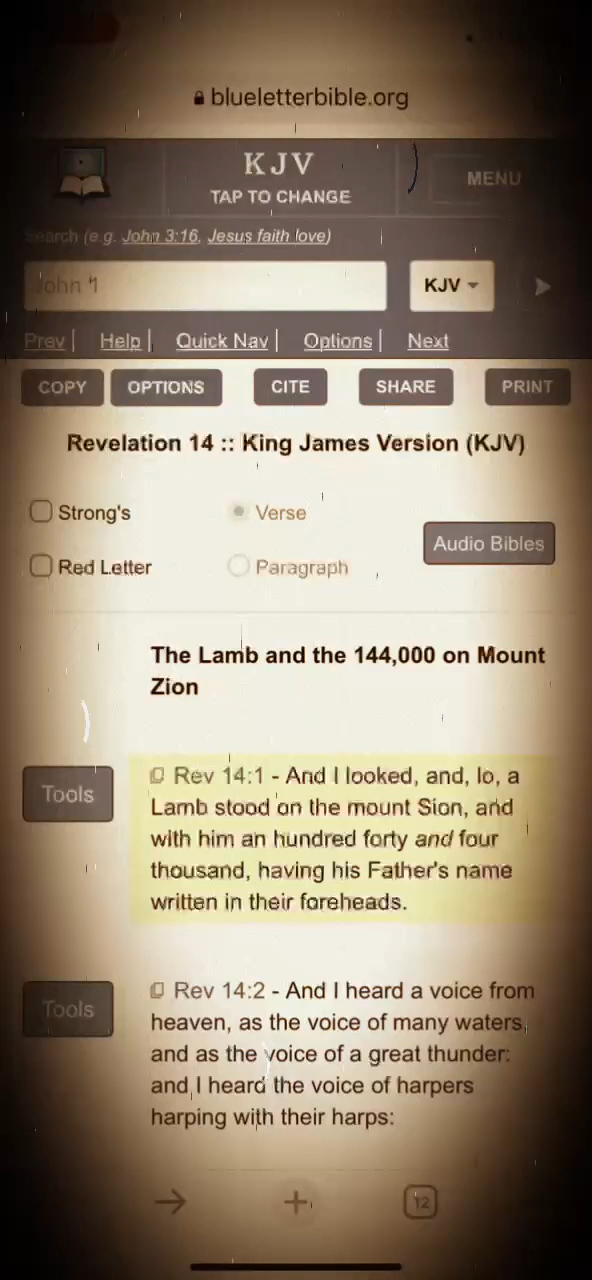 blueletterbible.org
KJV
TAP TO CHANGE
MENU
Search (e.g. John 3:16, Jesus faith love)
John 1
KJV
Prev | Help | Quick Nav | Options | Next
COPY OPTIONS CITE SHARE PRINT
Revelation 14 :: King James Version (KJV)
Strong's Verse
Audio Bibles
Red Letter Paragraph
The Lamb and the 144,000 on Mount
Zion
Tools
Rev 14:1 - And I looked, and, lo, a
Lamb stood on the mount Sion, and
with him an hundred forty and four
thousand, having his Father's name
written in their foreheads.
Tools
Rev 14:2 - And I heard a voice from
heaven, as the voice of many waters,
and as the voice of a great thunder:
and I heard the voice of harpers
harping with their harps:
12